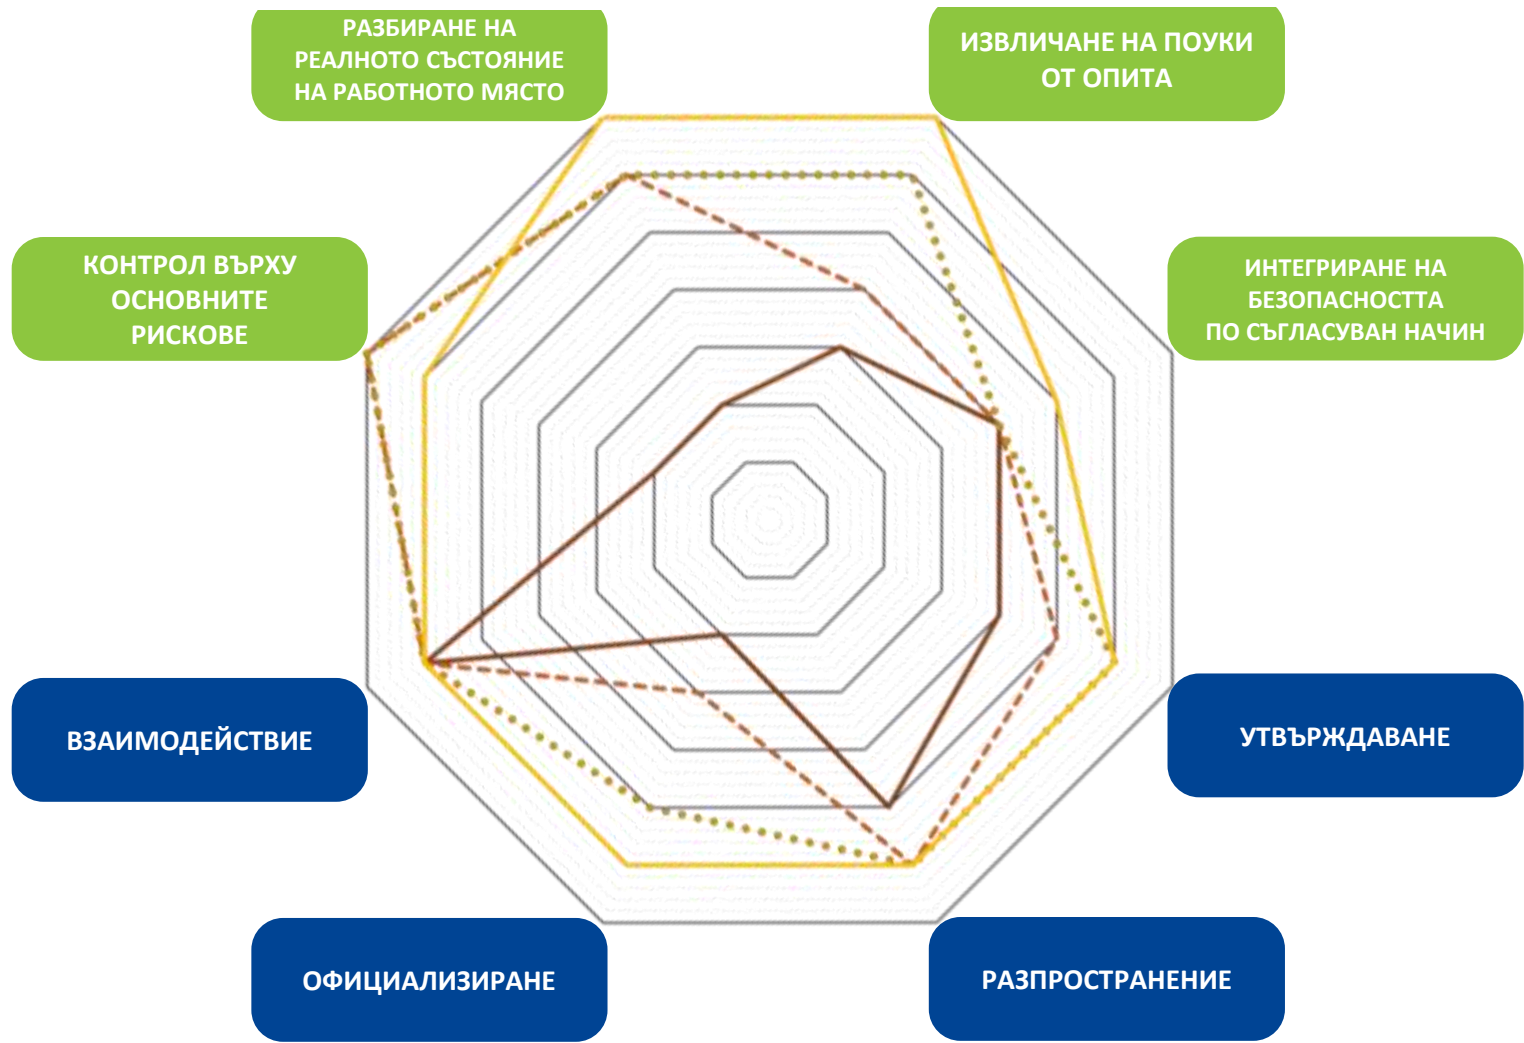 РАЗБИРАНЕ НА
РЕАЛНОТО СЪСТОЯНИЕ
НА РАБОТНОТО МЯСТО
ИЗВЛИЧАНЕ НА ПОУКИ
ОТ ОПИТА
КОНТРОЛ ВЪРХУ
ОСНОВНИТЕ
РИСКОВЕ
ИНТЕГРИРАНЕ НА
БЕЗОПАСНОСТТА
ПО СЪГЛАСУВАН НАЧИН
ВЗАИМОДЕЙСТВИЕ
УТВЪРЖДАВАНЕ
ОФИЦИАЛИЗИРАНЕ
РАЗПРОСТРАНЕНИЕ